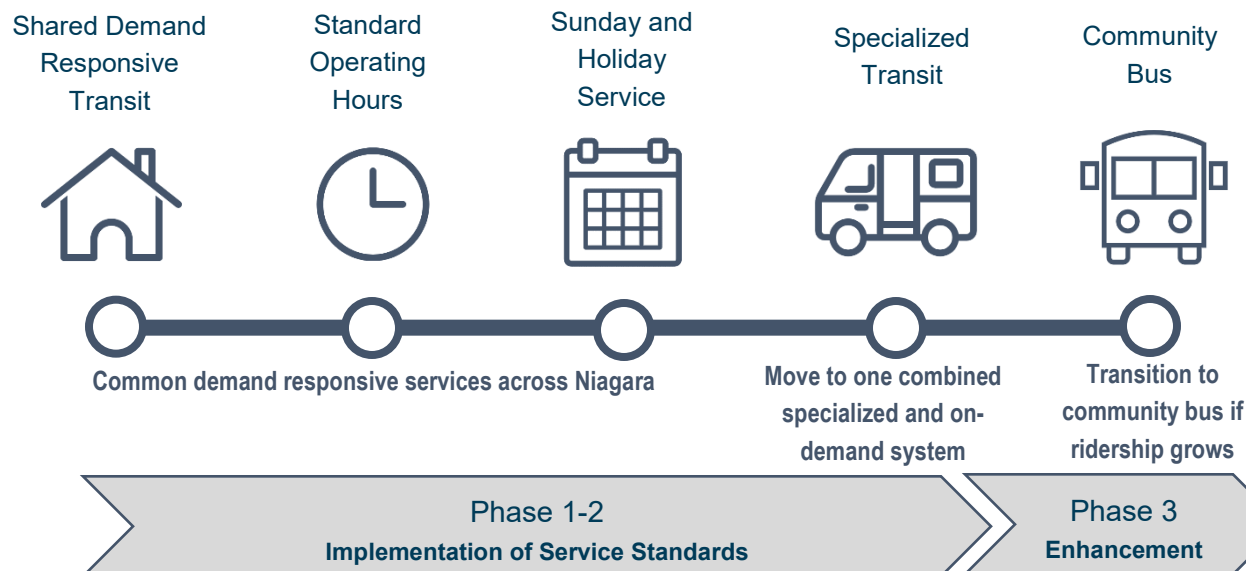 Shared Demand
Responsive
Transit
Standard
Operating
Hours
Sunday and
Holiday
Service
Specialized
Transit
Community
Bus
Common demand responsive services across Niagara
Move to one combined
specialized and on-
demand system
Transition to
community bus if
ridership grows
Phase 1-2
Implementation of Service Standards
Phase 3
Enhancement